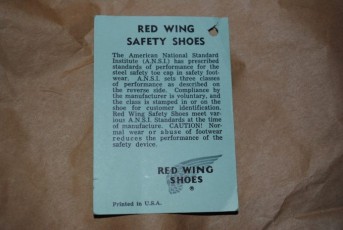 RED WING
SAFETY SHOES
The American National Standard
Institute (A.N.S.I.) has prescribed
standards of performance for the
steel safety toe cap in safety foot-
wear. A.N.S.I. sets three classes
of performance as described on
the reverse side. Compliance by
the manufacturer is voluntary, and
the class is stamped in or on the
shoe for customer identification.
Red Wing Safety Shoes meet var-
ious A.N.S.I. Standards at the time
of manufacture. CAUTION! Nor-
mal wear or abuse of footwear
reduces the performance of the
safety device.
RED WING
SHOES
®
Printed in U.S.A.